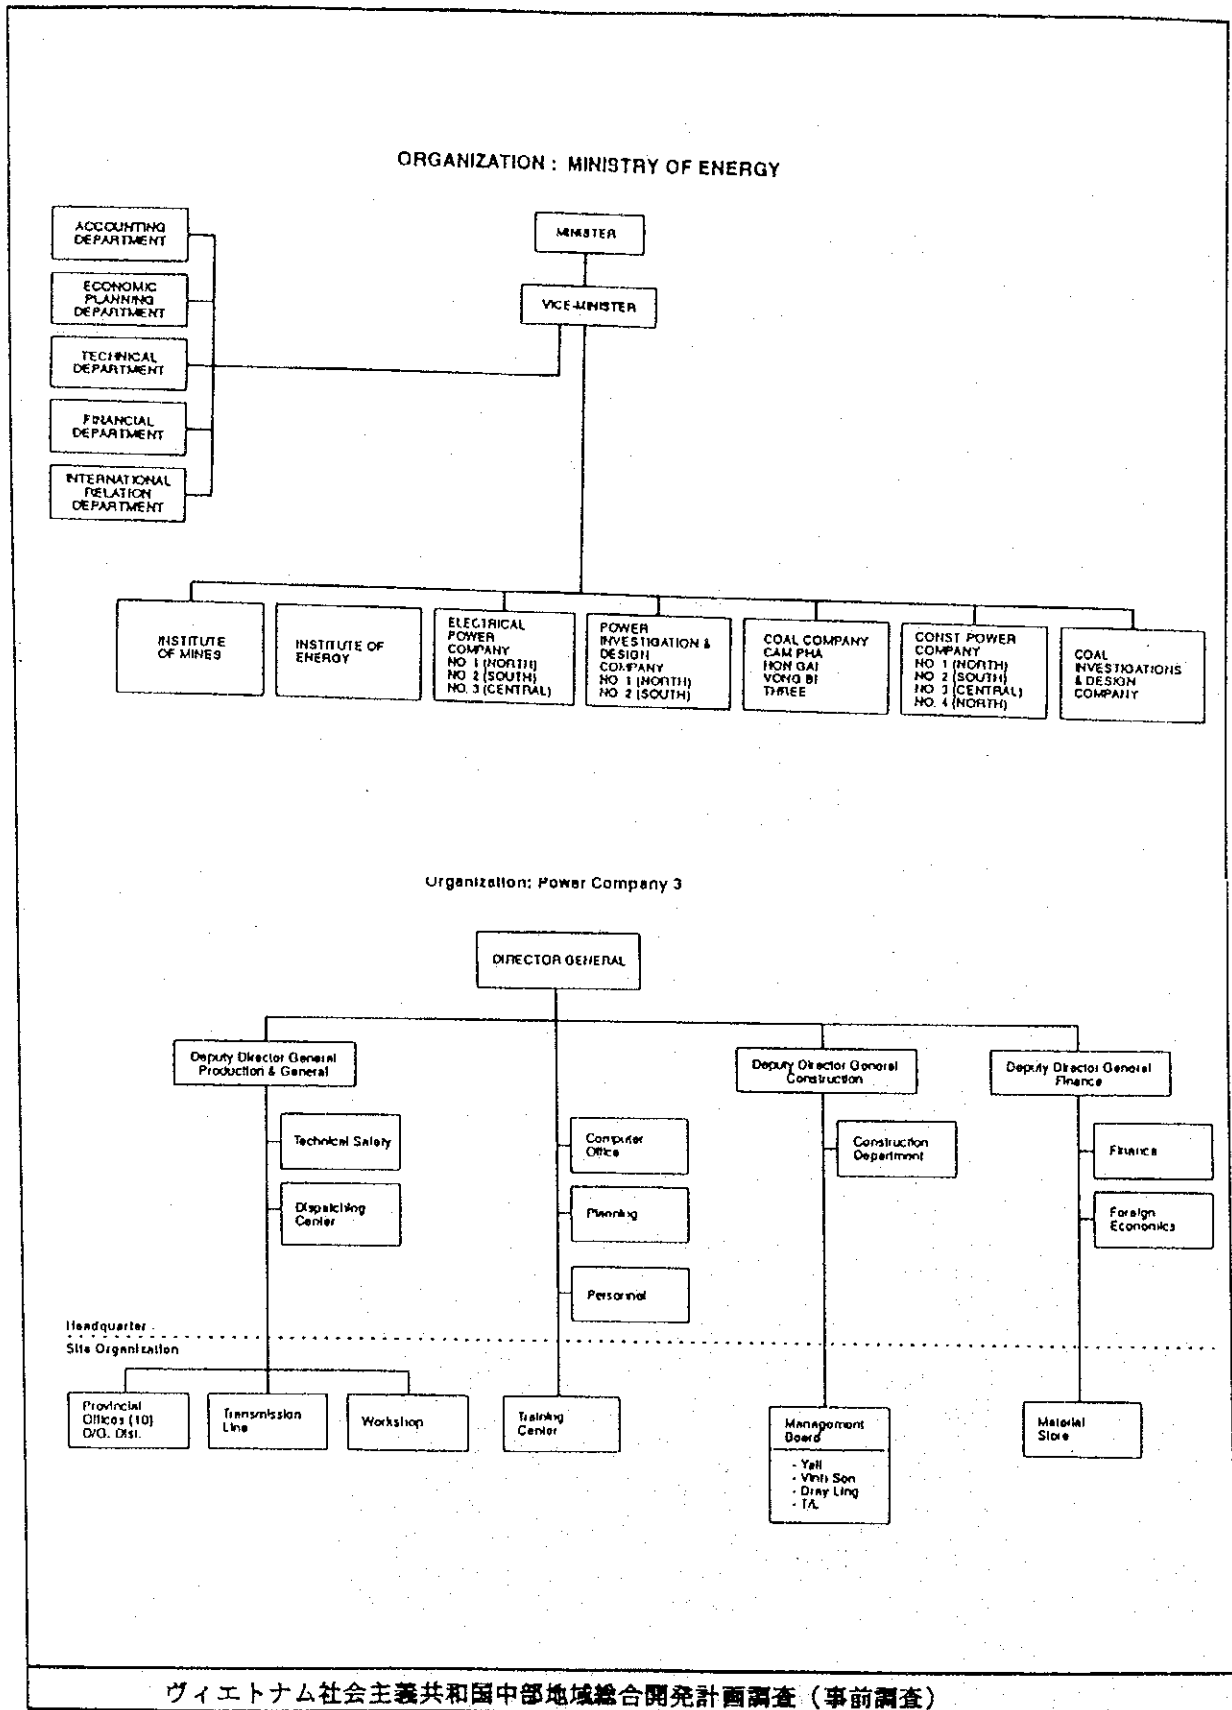 ORGANIZATION : MINISTRY OF ENERGY
ACCOUNTING
DEPARTMENT
ECONOMIC
PLANNING
DEPARTMENT
TECHNICAL
DEPARTMENT
FINANCIAL
DEPARTMENT
INTERNATIONAL
RELATION
DEPARTMENT
MINISTER
VICE-MINISTER
INSTITUTE
OF MINES
INSTITUTE OF
ENERGY
ELECTRICAL
POWER
COMPANY
NO. 1 (NORTH)
NO 2 (SOUTH)
NO. 3 (CENTRAL)
POWER
INVESTIGATION &
DESIGN
COMPANY
NO 1 (NORTH)
NO 2 (SOUTH)
COAL COMPANY
CAM PHA
HON GAI
VONG BI
THREE
CONST POWER
COMPANY
NO 1 (NORTH)
NO 2 (SOUTH)
NO 3 (CENTRAL)
NO. 4 (NORTH)
COAL
INVESTIGATIONS
& DESIGN
COMPANY
Organization: Power Company 3
DIRECTOR GENERAL
Deputy Director General
Production & General
Technical Safety
Dispatching
Center
Computer
Office
Planning
Personnal
Deputy Director General
Construction
Construction
Department
Deputy Director General
Finance
Finance
Foreign
Economics
Headquarter
Site Organization
Provincial
Offices (10)
D/G. Dist.
Transmission
Line
Workshop
Training
Center
Management
Board
- Yali
- Vinh Son
- Dray Ling
- T/L
Material
Store
ヴィエトナム社会主義共和国中部地域総合開発計画調査（事前調査）